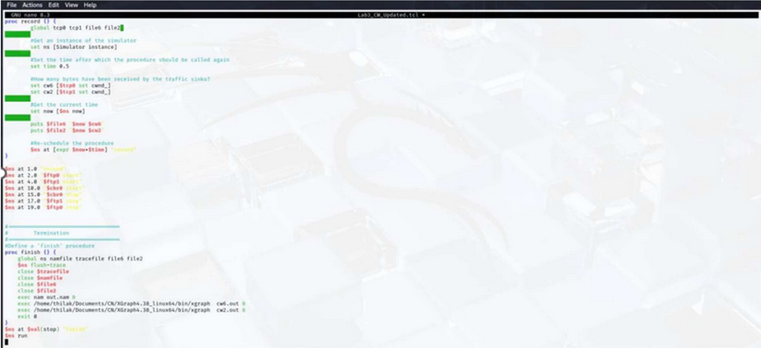 File Actions Edit View Help
GNU nano 8.3 Lab3_CW_Updated.tcl *
proc record {} {
global tcp0 tcp1 file6 file2
#Get an instance of the simulator
set ns [Simulator instance]
#Set the time after which the procedure should be called again
set time 0.5
#How many bytes have been received by the traffic sinks?
set cw6 [$tcp0 set cwnd_]
set cw2 [$tcp1 set cwnd_]
#Get the current time
set now [$ns now]
puts $file6 "$now $cw6"
puts $file2 "$now $cw2"
#Re-schedule the procedure
$ns at [expr $now+$time] "record"
}
$ns at 1.0
$ns at 2.0 "$ftp0
$ns at 4.0 "$ftp1
$ns at 10.0 "$cbr0
$ns at 15.0 "$cbr0
$ns at 17.0 "$ftp1
$ns at 19.0 "$ftp0
#===================================
# Termination
#===================================
#Define a 'finish' procedure
proc finish {} {
global ns namfile tracefile file6 file2
$ns flush-trace
close $tracefile
close $namfile
close $file6
close $file2
exec nam out.nam &
exec /home/thilak/Documents/CN/XGraph4.38_linux64/bin/xgraph cw6.out &
exec /home/thilak/Documents/CN/XGraph4.38_linux64/bin/xgraph cw2.out &
exit 0
}
$ns at $val(stop) "finish"
$ns run